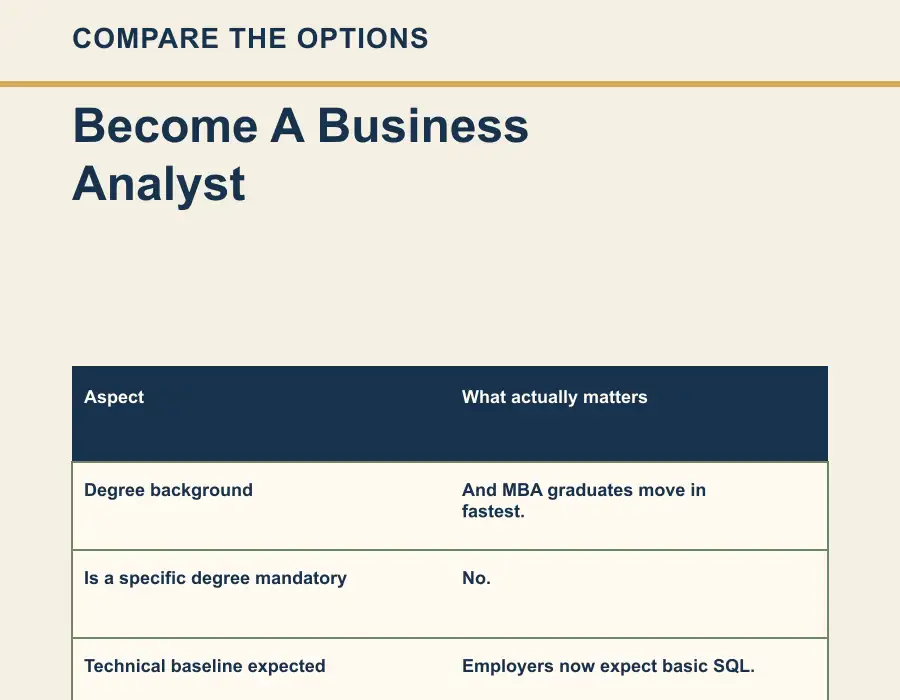 COMPARE THE OPTIONS
Become A Business
Analyst
Aspect
What actually matters
Degree background
And MBA graduates move in
fastest.
Is a specific degree mandatory
No.
Technical baseline expected
Employers now expect basic SQL.